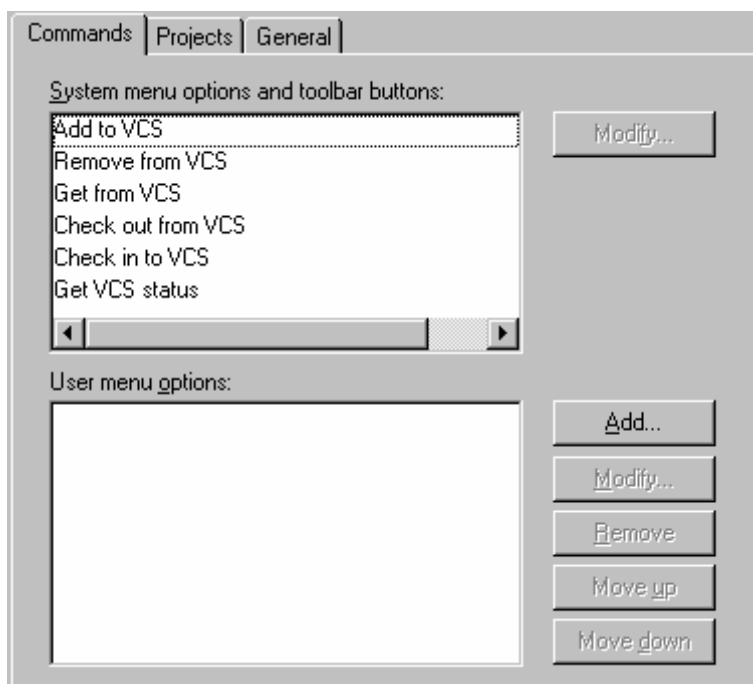 Commands Projects General
System menu options and toolbar buttons:
Add to VCS
Modify...
Remove from VCS
Get from VCS
Check out from VCS
Check in to VCS
Get VCS status
User menu options:
Add...
Modify...
Remove
Move up
Move down